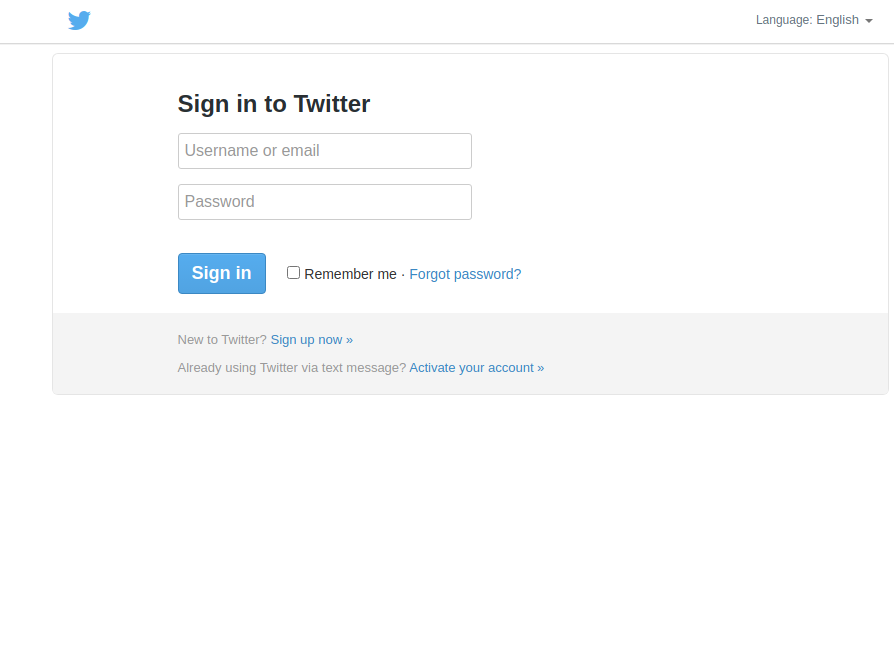 Language: English
Sign in to Twitter
Username or email
Password
Sign in
Remember me · Forgot password?
New to Twitter? Sign up now »
Already using Twitter via text message? Activate your account »